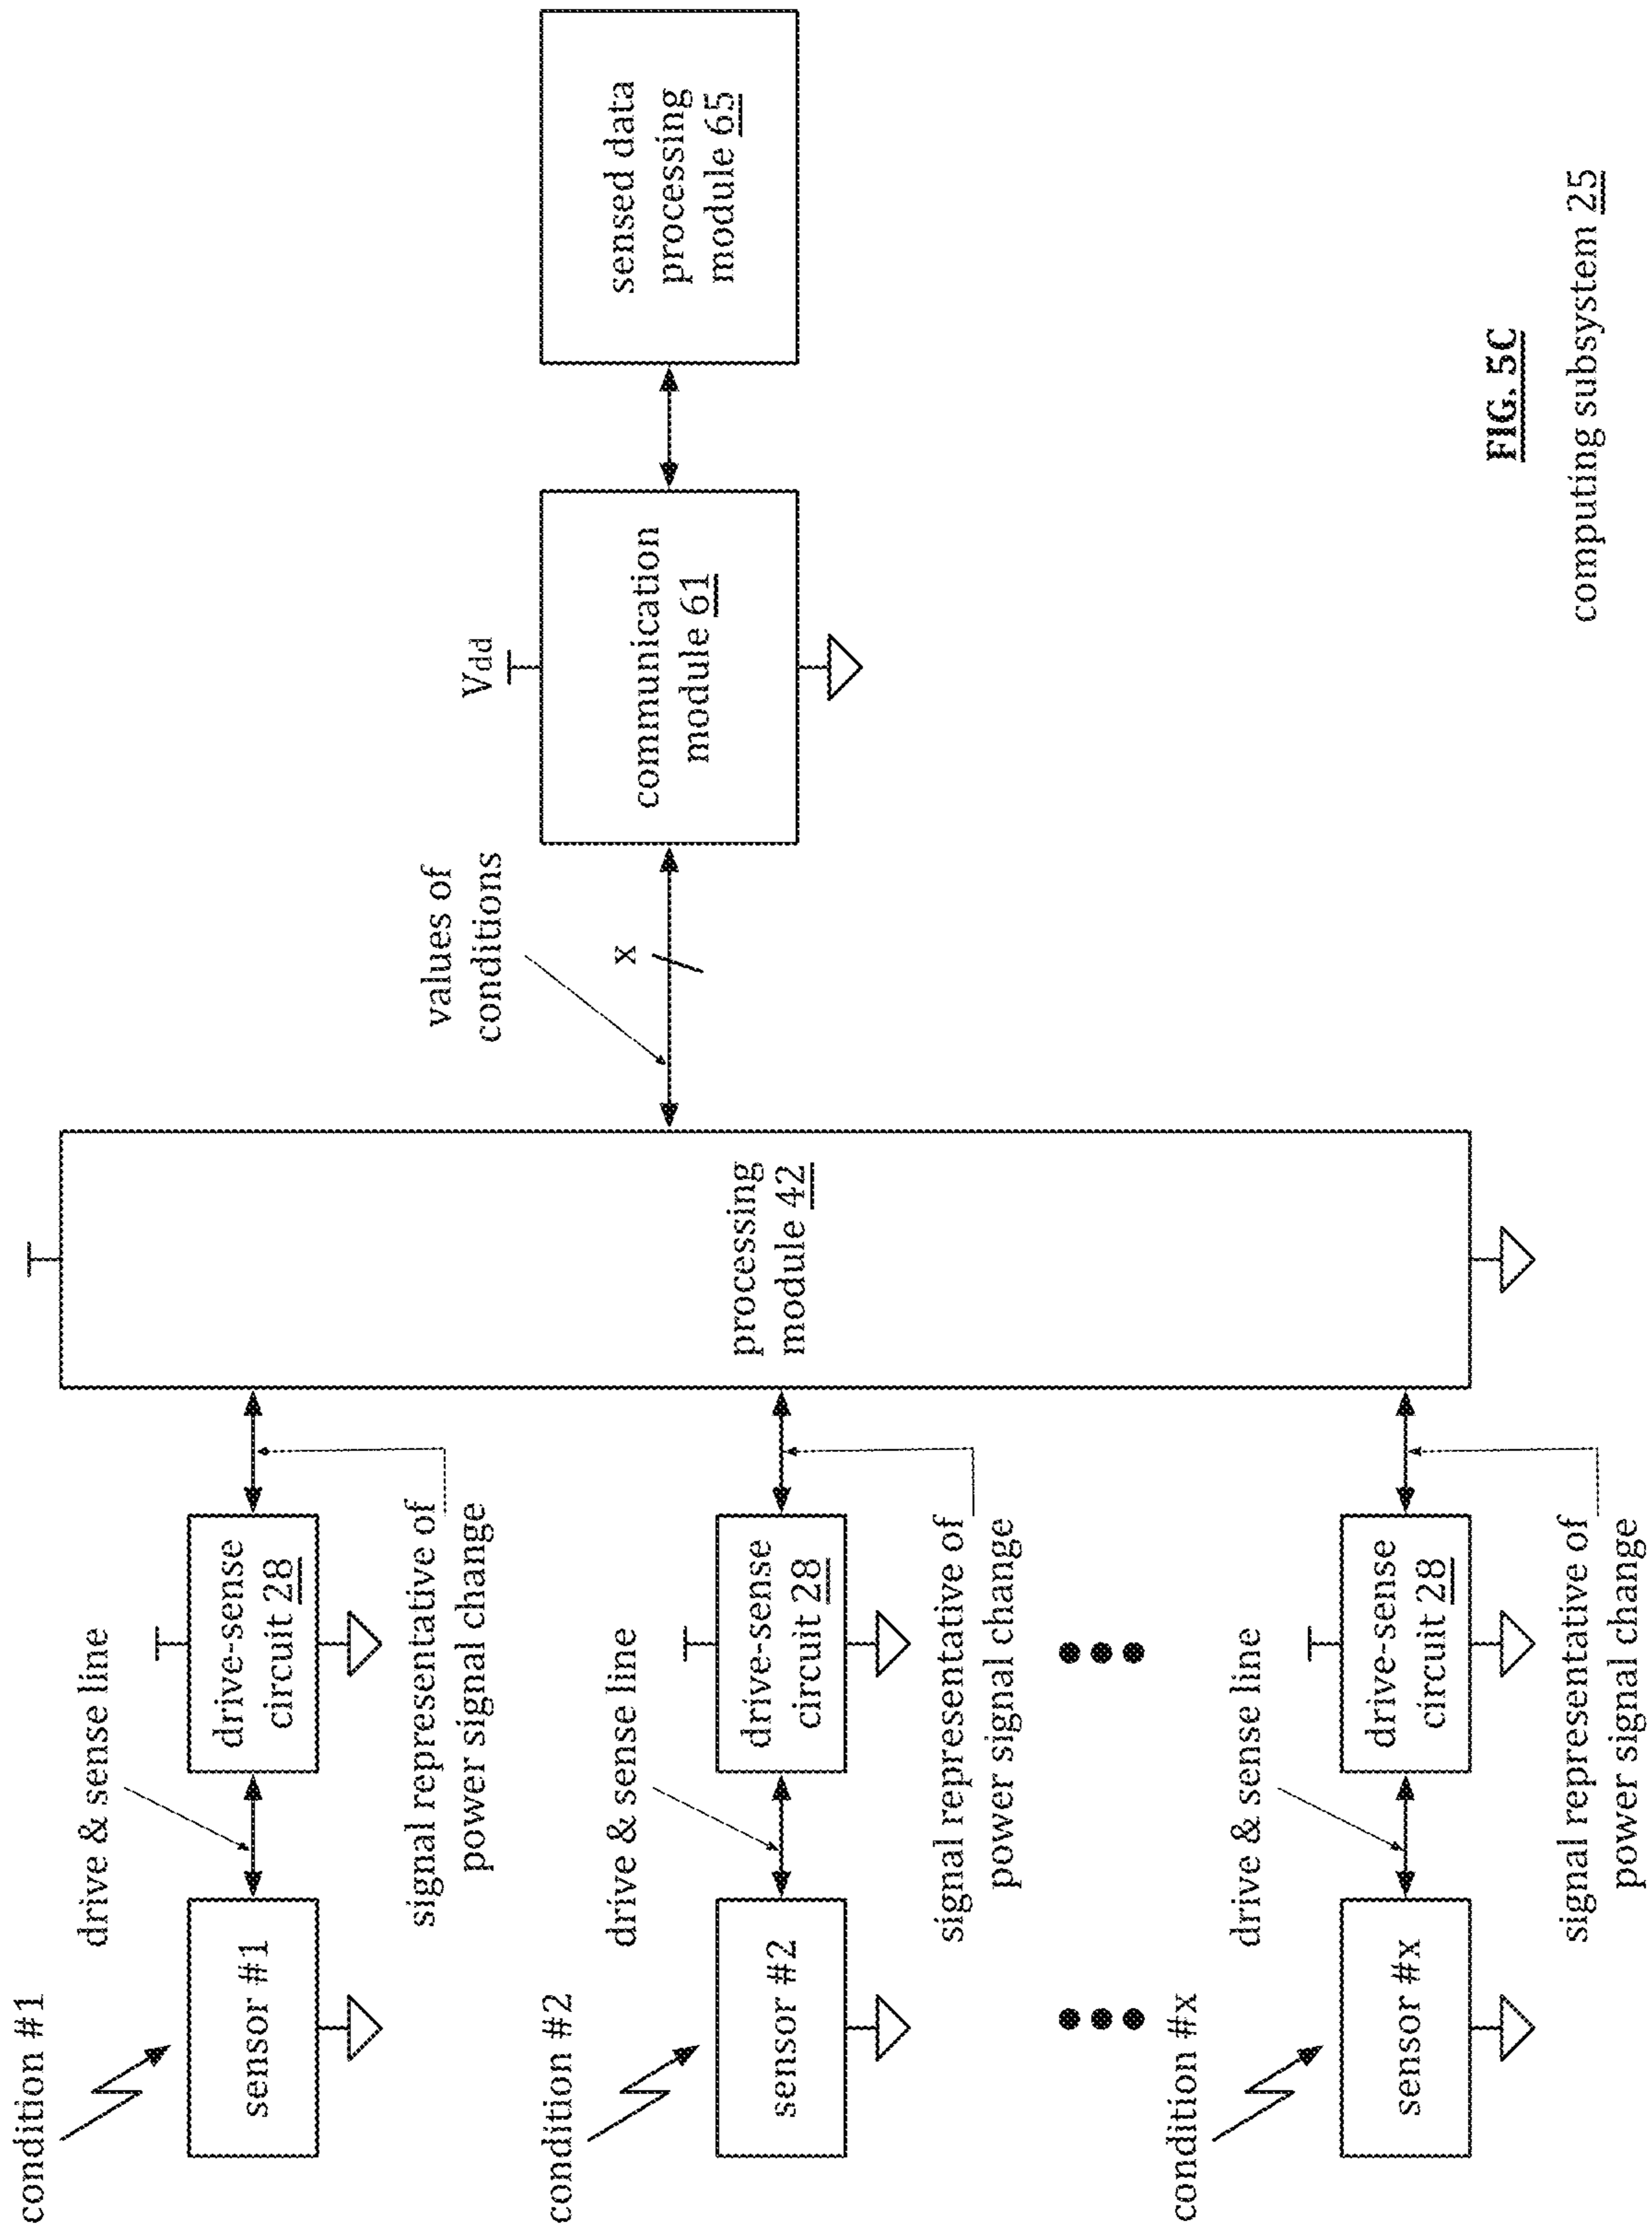 condition #1
drive & sense line
sensor #1
drive-sense
circuit 28
signal representative of
power signal change
condition #2
drive & sense line
sensor #2
drive-sense
circuit 28
signal representative of
power signal change
condition #x
drive & sense line
sensor #x
drive-sense
circuit 28
signal representative of
power signal change
processing
module 42
values of
conditions
x
Vdd
communication
module 61
sensed data
processing
module 65
FIG. 5C
computing subsystem 25